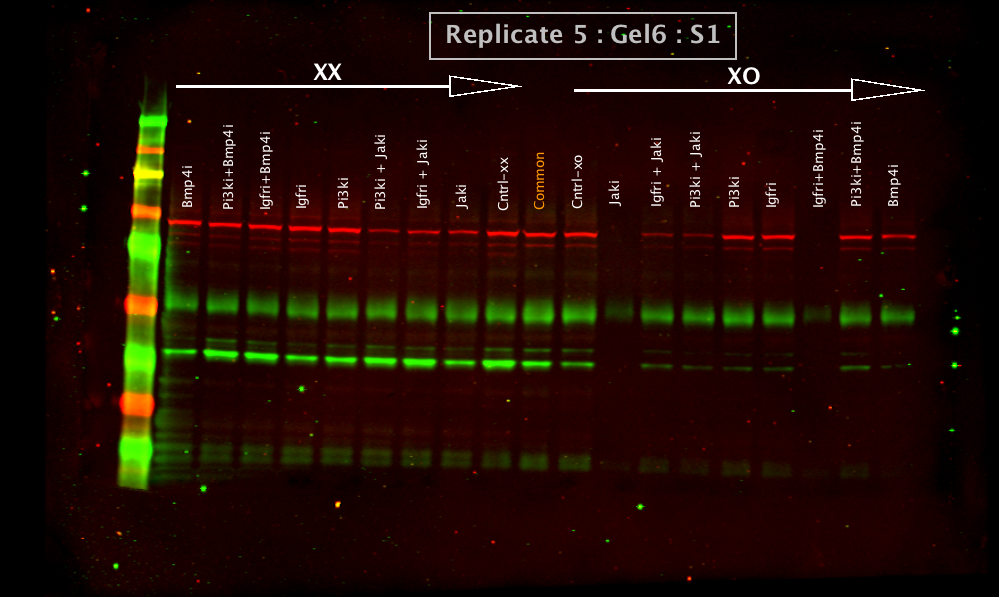 Replicate 5 : Gel6 : S1
XX
XO
Bmp4i
Pi3ki+Bmp4i
Igfri+Bmp4i
Igfri
Pi3ki
Pi3ki + Jaki
Igfri + Jaki
Jaki
Cntrl-xx
Common
Cntrl-xo
Jaki
Igfri + Jaki
Pi3ki + Jaki
Pi3ki
Igfri
Igfri+Bmp4i
Pi3ki+Bmp4i
Bmp4i